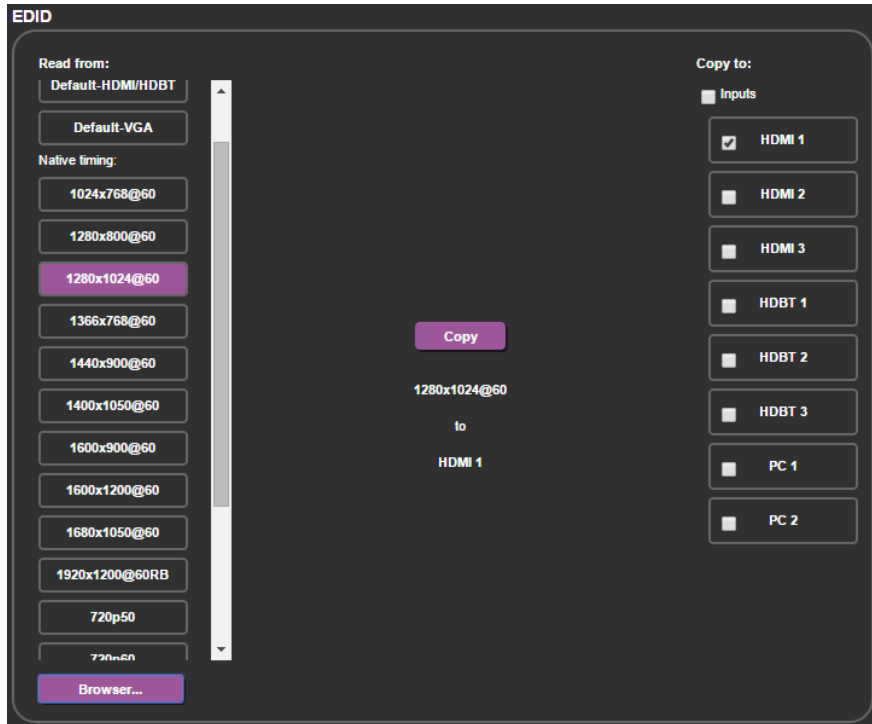 EDID
Read from:
Default-HDMI/HDBT
Default-VGA
Native timing:
1024x768@60
1280x800@60
1280x1024@60
1366x768@60
1440x900@60
1400x1050@60
1600x900@60
1600x1200@60
1680x1050@60
1920x1200@60RB
720p50
720p60
Browser...
Copy
1280x1024@60
to
HDMI 1
Copy to:
Inputs
HDMI 1
HDMI 2
HDMI 3
HDBT 1
HDBT 2
HDBT 3
PC 1
PC 2